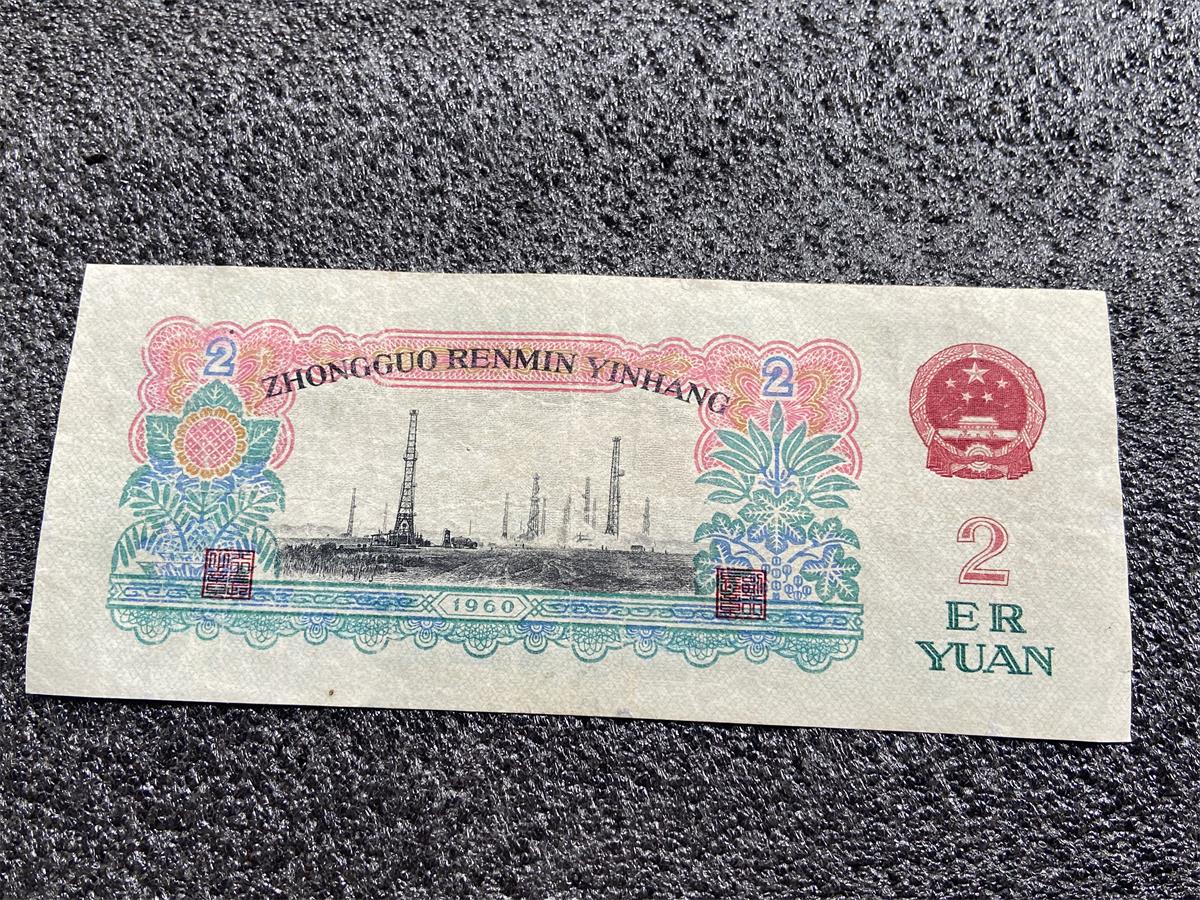 2
2
ZHONGGUO RENMIN YINHANG
1960
2
ER
YUAN